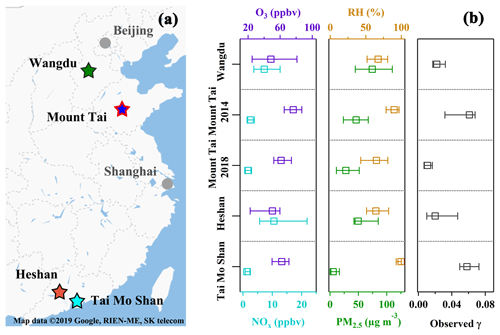 (a)
Beijing
Wangdu
Mount Tai
Shanghai
Heshan
Tai Mo Shan
Map data ©2019 Google, RIEN-ME, SK telecom
O3 (ppbv)
20 60 100
RH (%)
0 50 100
(b)
Wangdu
Mount Tai
2014
Mount Tai
2018
Heshan
Tai Mo Shan
0 20 40
NOx (ppbv)
0 50 100
PM2.5 (µg m⁻³)
0.00 0.04 0.08
Observed γ